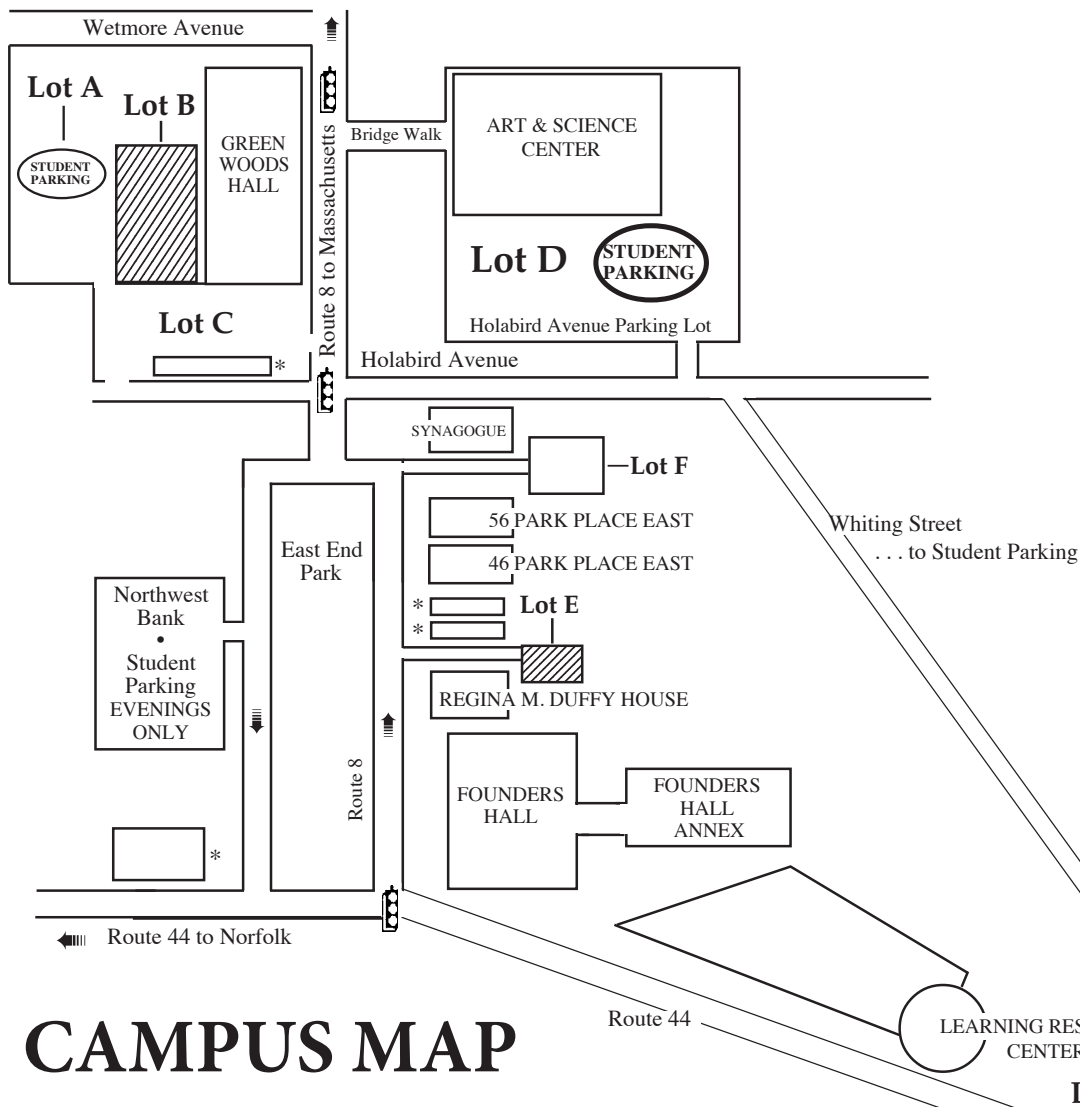 Wetmore Avenue
Lot A
Lot B
STUDENT
PARKING
GREEN
WOODS
HALL
Route 8 to Massachusetts
Bridge Walk
ART & SCIENCE
CENTER
Lot D
STUDENT
PARKING
Holabird Avenue Parking Lot
Lot C
*
Holabird Avenue
SYNAGOGUE
Lot F
56 PARK PLACE EAST
46 PARK PLACE EAST
Whiting Street
. . . to Student Parking
East End
Park
Northwest
Bank
•
Student
Parking
EVENINGS
ONLY
*
*
Lot E
REGINA M. DUFFY HOUSE
Route 8
FOUNDERS
HALL
FOUNDERS
HALL
ANNEX
*
Route 44 to Norfolk
Route 44
LEARNING RES
CENTER
CAMPUS MAP